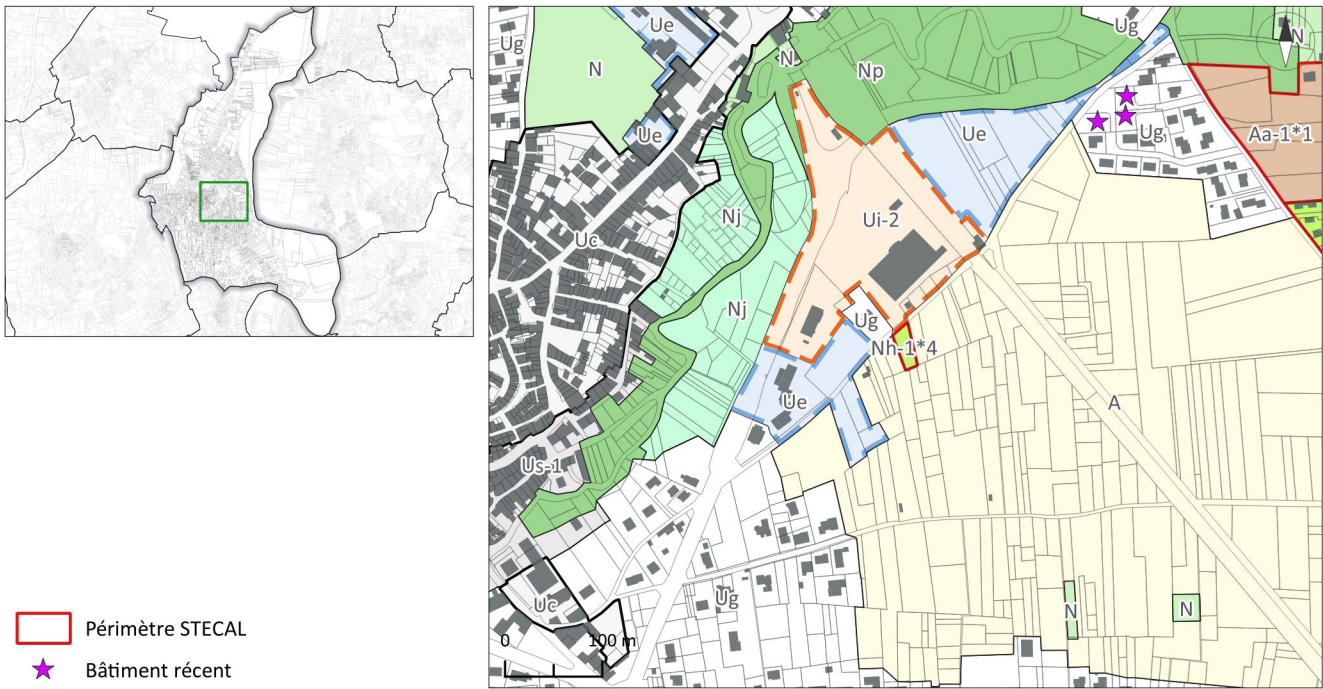 Ug
Ue
N
N
Ug
N
Np
Ue
Ue
Ug
Aa-1*1
Nj
Ui-2
Uc
Nj
Ug
Nh-1*4
Ue
A
Us-1
Ug
Uc
N
N
0
100 m
Périmètre STECAL
Bâtiment récent